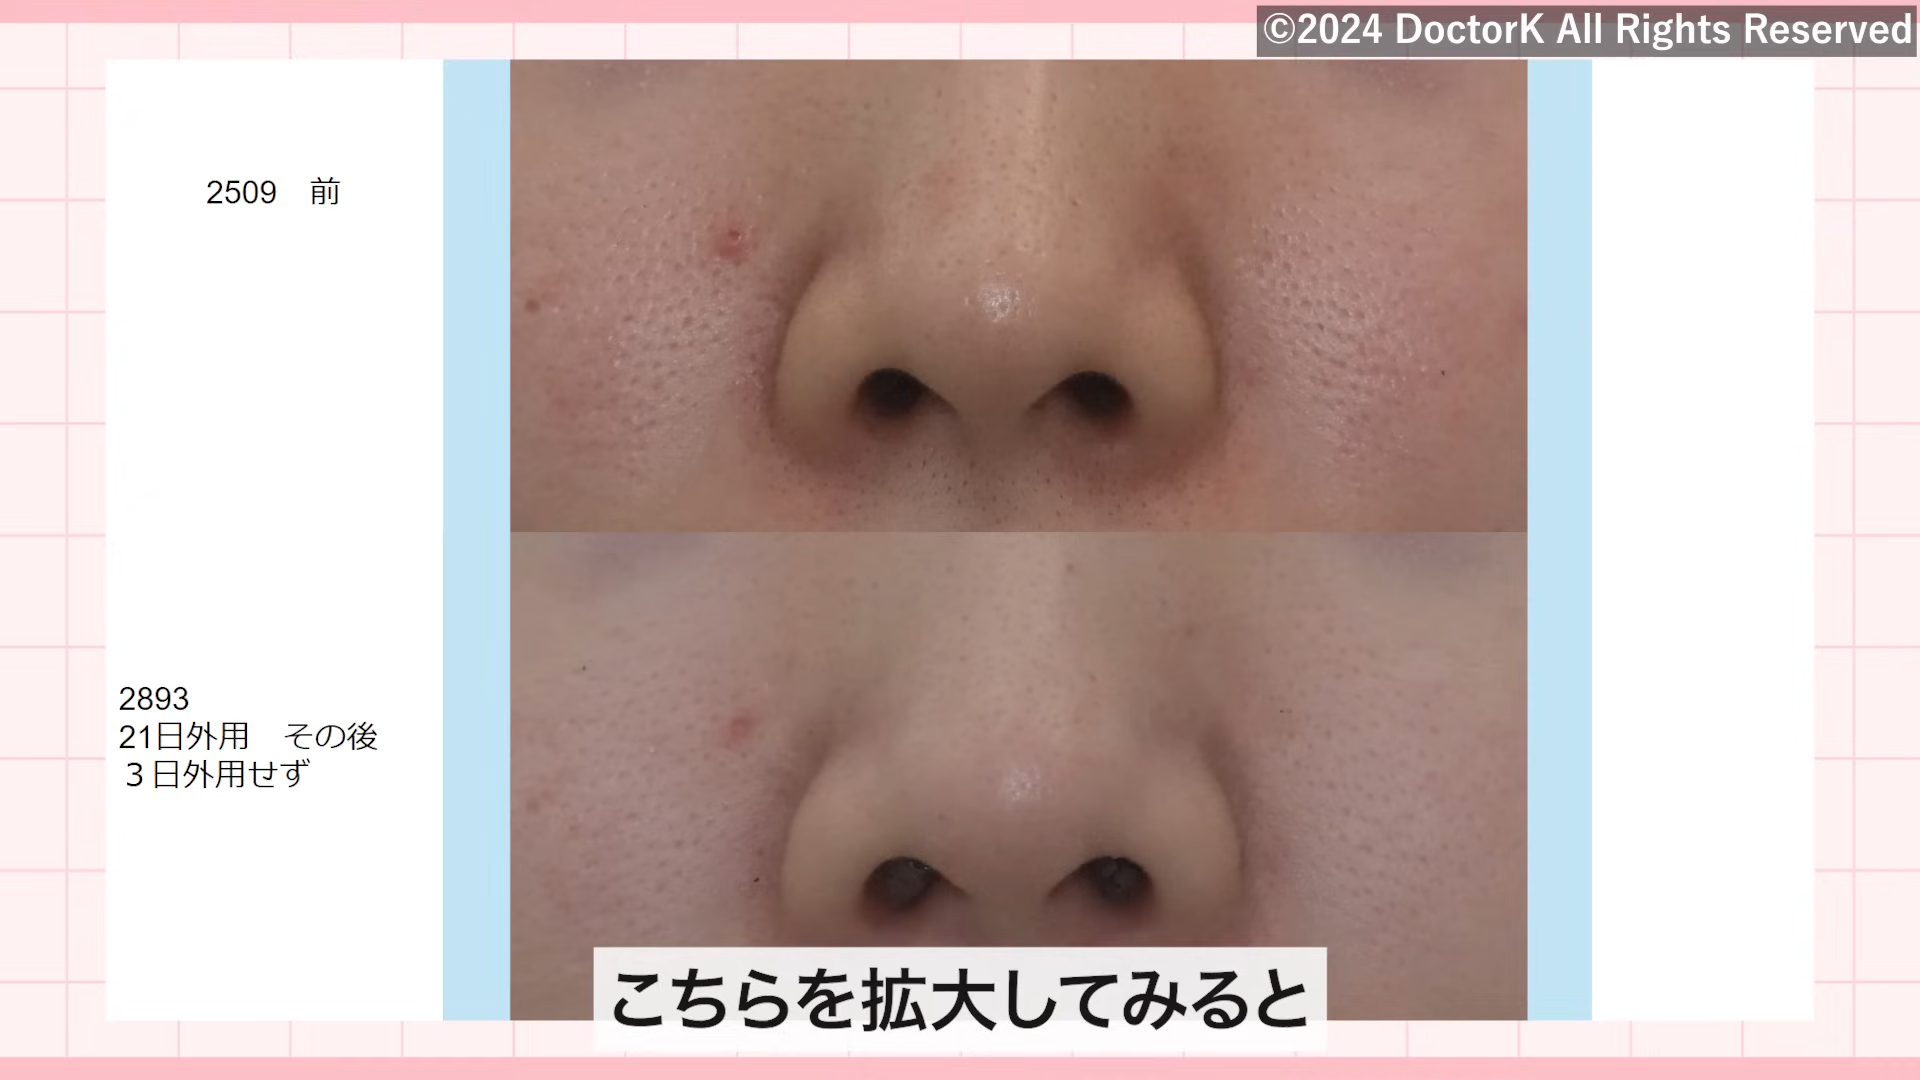 ©2024 DoctorK All Rights Reserved
2509　前
2893
21日外用　その後
３日外用せず
こちらを拡大してみると